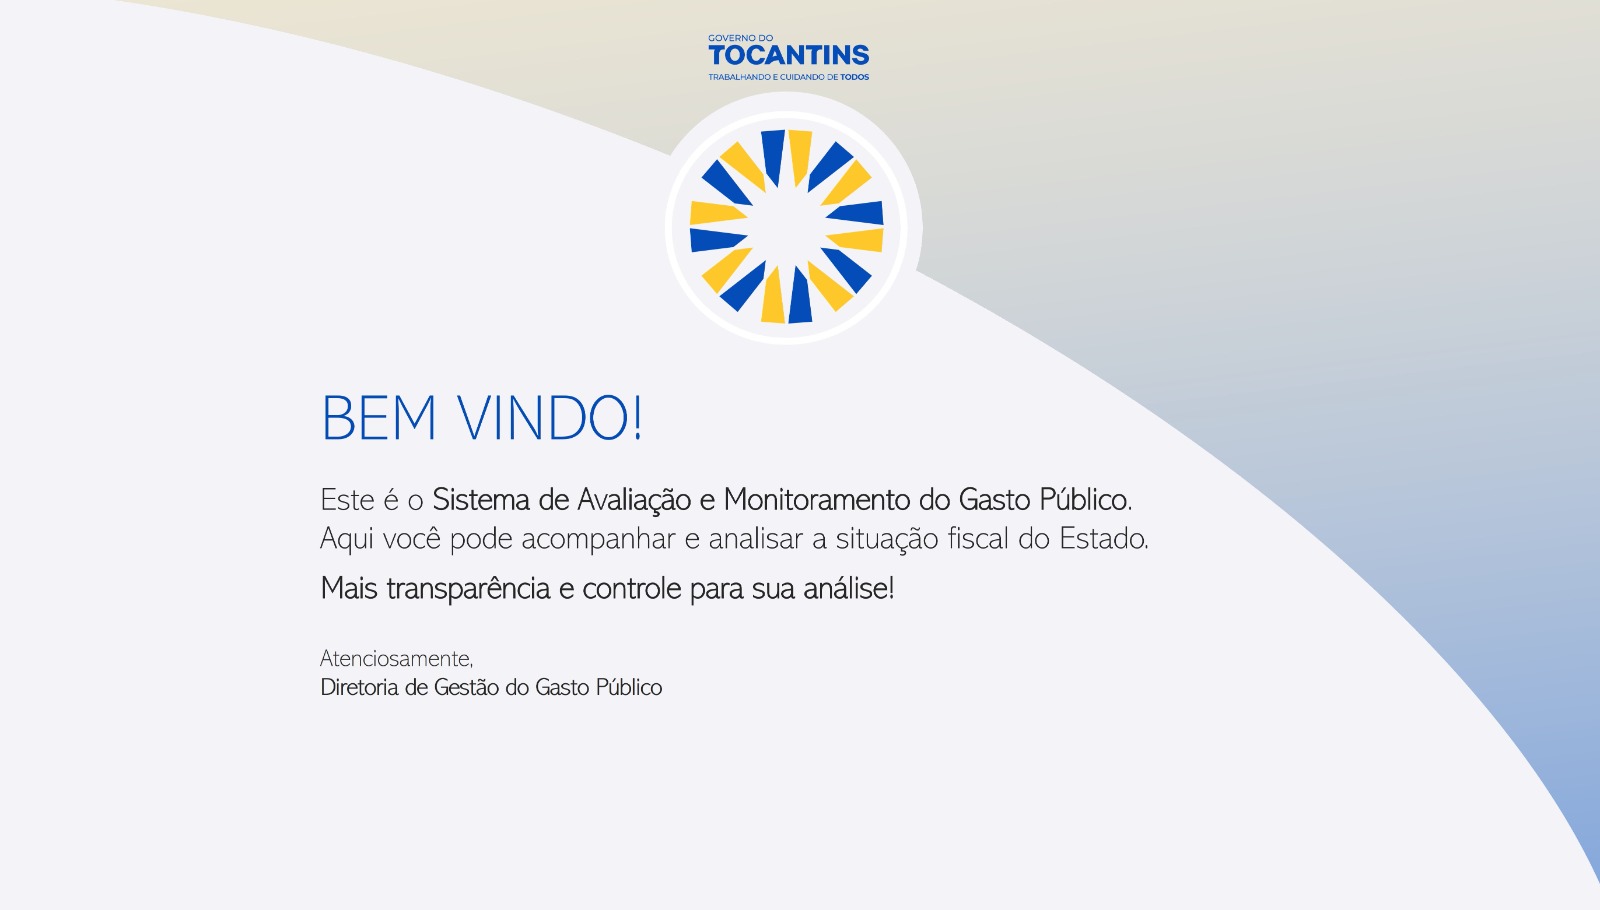 GOVERNO DO
TOCANTINS
TRABALHANDO E CUIDANDO DE TODOS
BEM VINDO!
Este é o Sistema de Avaliação e Monitoramento do Gasto Público.
Aqui você pode acompanhar e analisar a situação fiscal do Estado.
Mais transparência e controle para sua análise!
Atenciosamente,
Diretoria de Gestão do Gasto Público